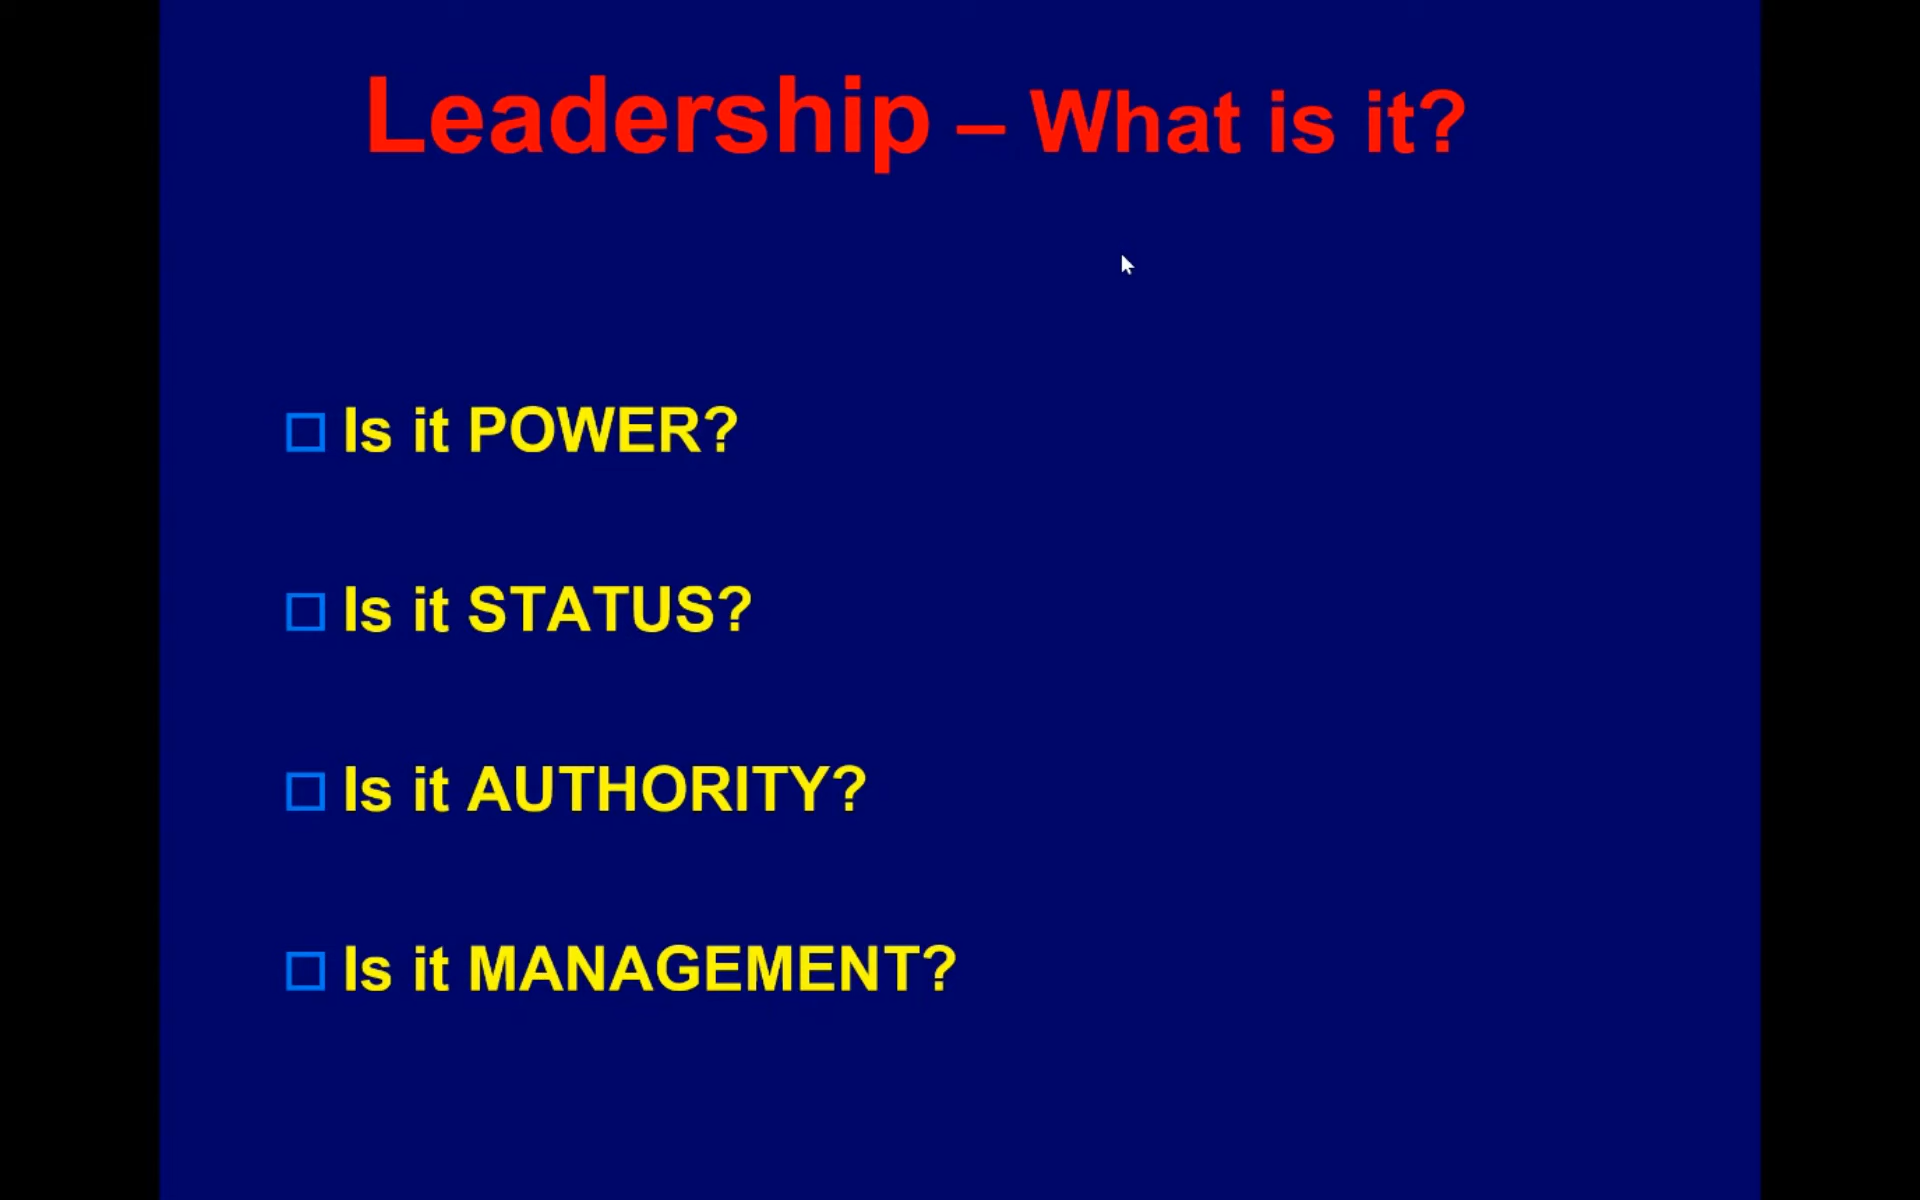 Leadership – What is it?
Is it POWER?
Is it STATUS?
Is it AUTHORITY?
Is it MANAGEMENT?